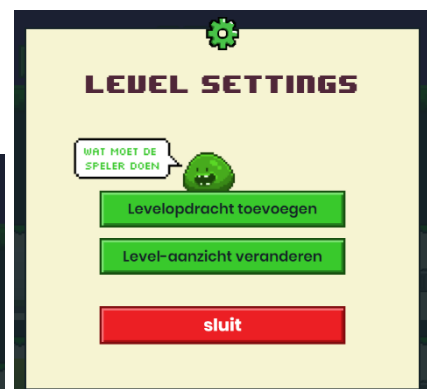 LEVEL SETTINGS
WAT MOET DE
SPELER DOEN
Levelopdracht toevoegen
Level-aanzicht veranderen
sluit